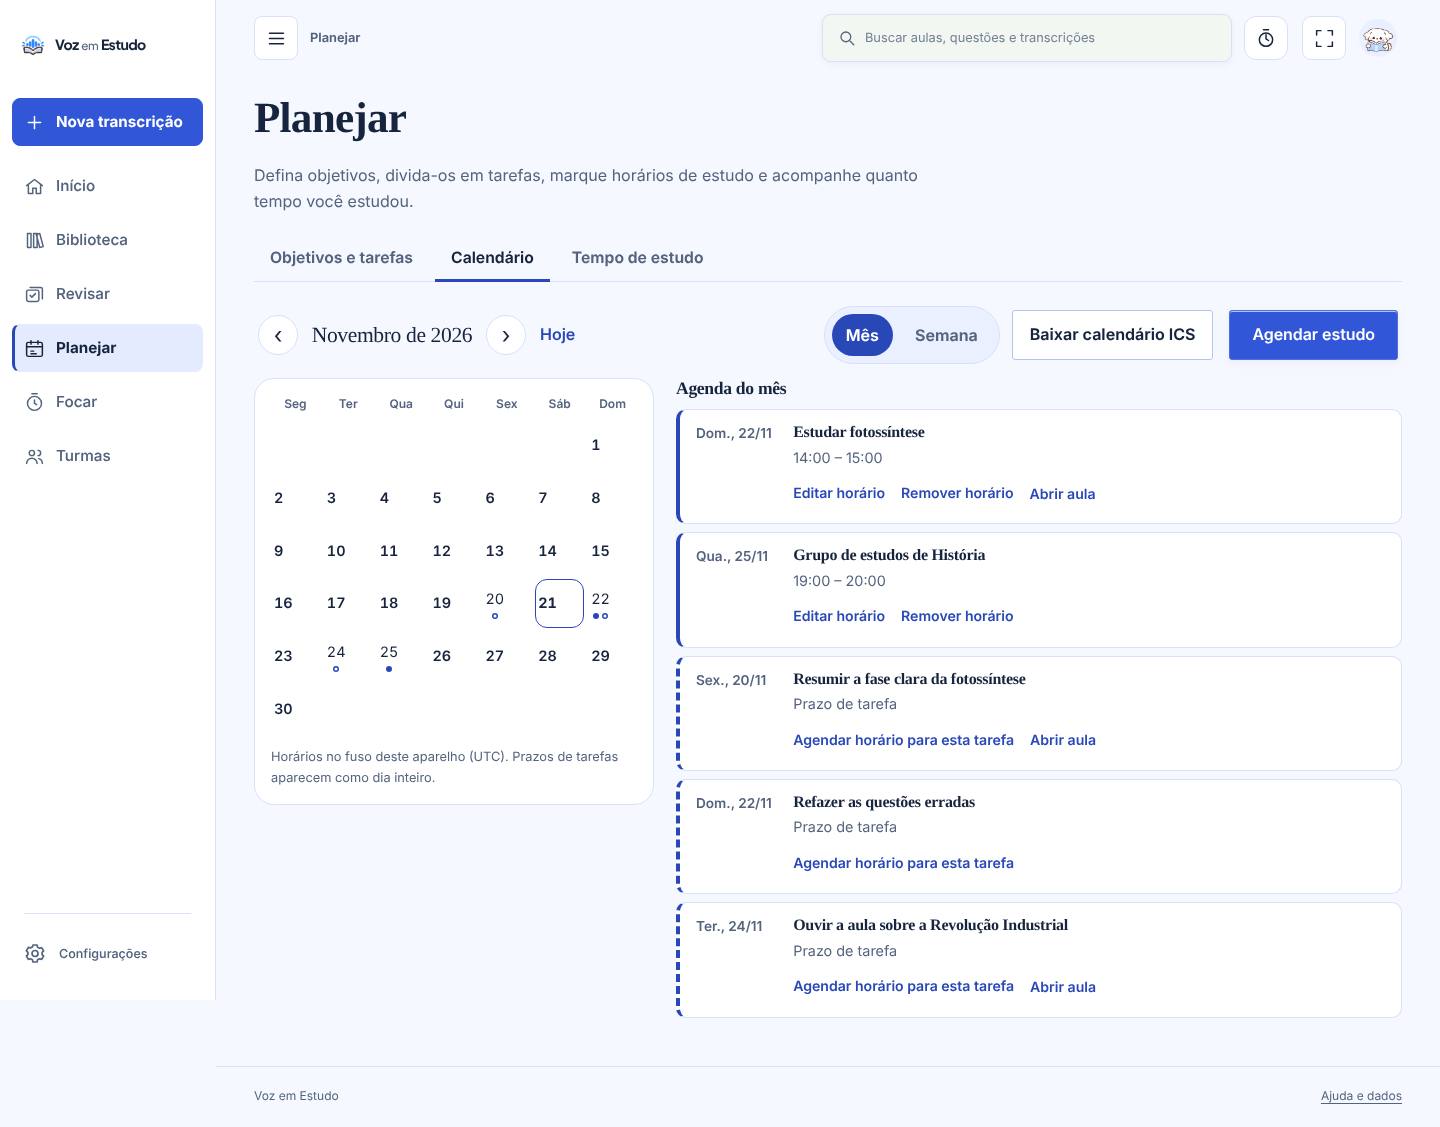 Voz em Estudo
Nova transcrição
Início
Biblioteca
Revisar
Planejar
Focar
Turmas
Configurações
Planejar
Buscar aulas, questões e transcrições
Planejar
Defina objetivos, divida-os em tarefas, marque horários de estudo e acompanhe quanto
tempo você estudou.
Objetivos e tarefas Calendário Tempo de estudo
‹ Novembro de 2026 › Hoje
Mês Semana Baixar calendário ICS Agendar estudo
Seg Ter Qua Qui Sex Sáb Dom
1
2 3 4 5 6 7 8
9 10 11 12 13 14 15
16 17 18 19 20 21 22
23 24 25 26 27 28 29
30
Horários no fuso deste aparelho (UTC). Prazos de tarefas
aparecem como dia inteiro.
Agenda do mês
Dom., 22/11 Estudar fotossíntese
14:00 – 15:00
Editar horário Remover horário Abrir aula
Qua., 25/11 Grupo de estudos de História
19:00 – 20:00
Editar horário Remover horário
Sex., 20/11 Resumir a fase clara da fotossíntese
Prazo de tarefa
Agendar horário para esta tarefa Abrir aula
Dom., 22/11 Refazer as questões erradas
Prazo de tarefa
Agendar horário para esta tarefa
Ter., 24/11 Ouvir a aula sobre a Revolução Industrial
Prazo de tarefa
Agendar horário para esta tarefa Abrir aula
Voz em Estudo
Ajuda e dados